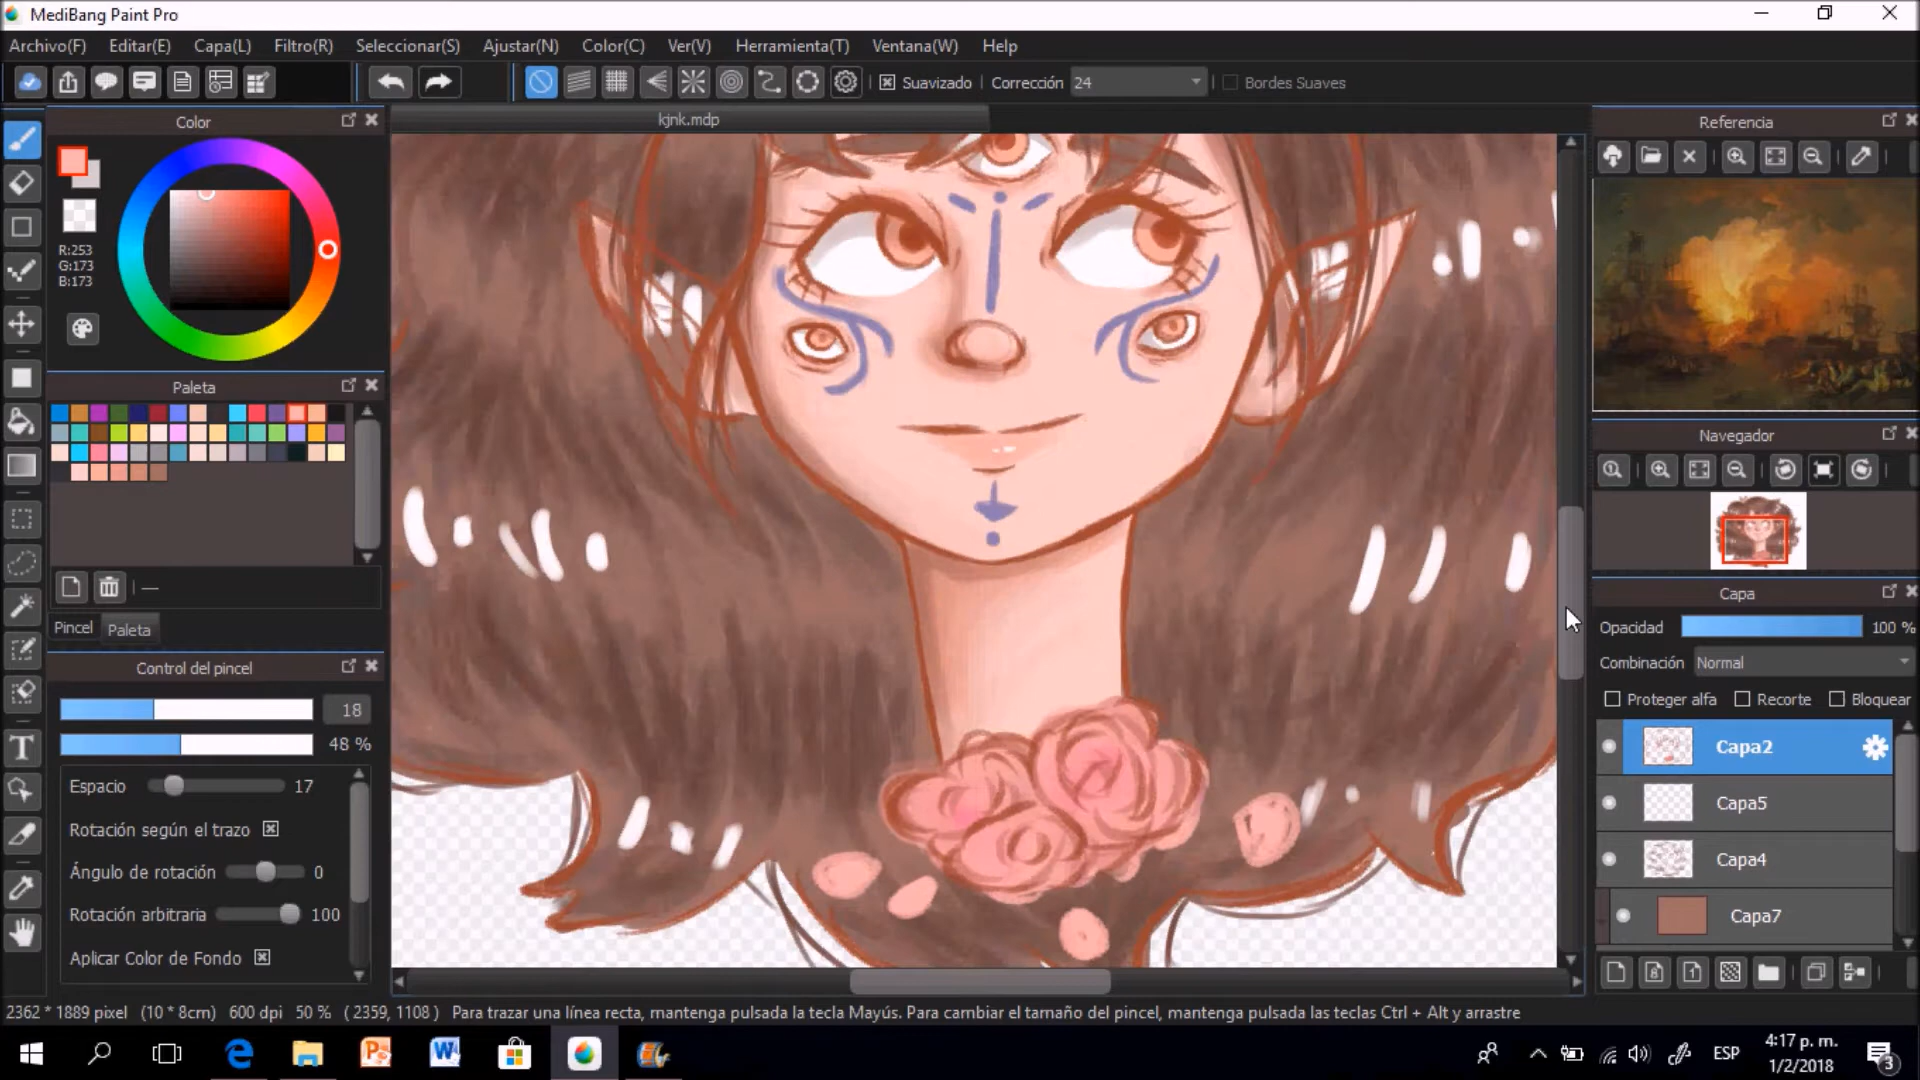 MediBang Paint Pro
Archivo(F) Editar(E) Capa(L) Filtro(R) Seleccionar(S) Ajustar(N) Color(C) Ver(V) Herramienta(T) Ventana(W) Help
Suavizado Corrección 24 Bordes Suaves
Color
kjnk.mdp
Referencia
R:253
G:173
B:173
Paleta
Navegador
Pincel Paleta
Capa
Opacidad 100 %
Combinación Normal
Proteger alfa Recorte Bloquear
Control del pincel
18
48 %
Espacio 17
Rotación según el trazo
Ángulo de rotación 0
Rotación arbitraria 100
Aplicar Color de Fondo
Capa2
Capa5
Capa4
Capa7
2362 * 1889 pixel (10 * 8cm) 600 dpi 50 % ( 2359, 1108 ) Para trazar una línea recta, mantenga pulsada la tecla Mayús. Para cambiar el tamaño del pincel, mantenga pulsadas las teclas Ctrl + Alt y arrastre
ESP
4:17 p. m.
1/2/2018
3